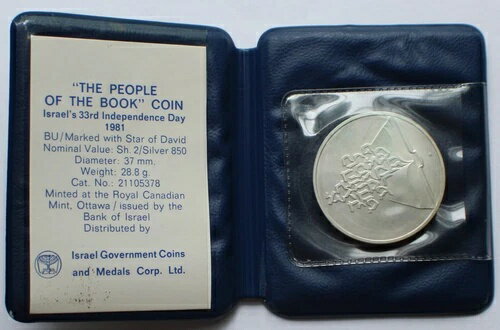 "THE PEOPLE
OF THE BOOK" COIN
Israel's 33rd Independence Day
1981
BU/Marked with Star of David
Nominal Value: Sh. 2/Silver 850
Diameter: 37 mm.
Weight: 28.8 g.
Cat. No.: 21105378
Minted at the Royal Canadian
Mint, Ottawa / issued by the
Bank of Israel
Distributed by
Israel Government Coins
and Medals Corp. Ltd.